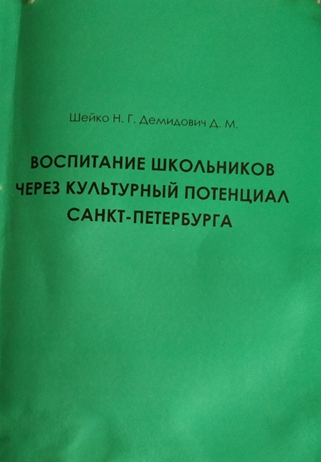 Шейко Н. Г. Демидович Д. М.
ВОСПИТАНИЕ ШКОЛЬНИКОВ
ЧЕРЕЗ КУЛЬТУРНЫЙ ПОТЕНЦИАЛ
САНКТ-ПЕТЕРБУРГА